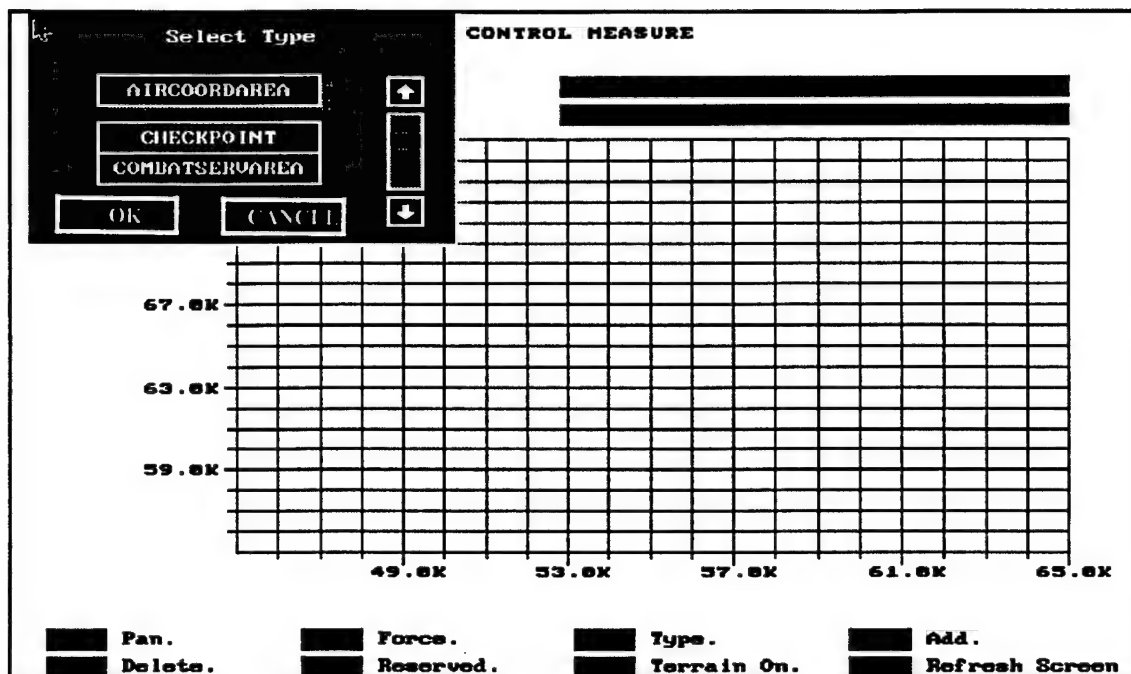 Select Type
CONTROL MEASURE
AIRCOORDAREA
CHECKPOINT
COMBATSERVAREA
OK CANCEL
67.0K
63.0K
59.0K
49.0K 53.0K 57.0K 61.0K 65.0K
Pan. Force. Type. Add.
Delete. Reserved. Terrain On. Refresh Screen